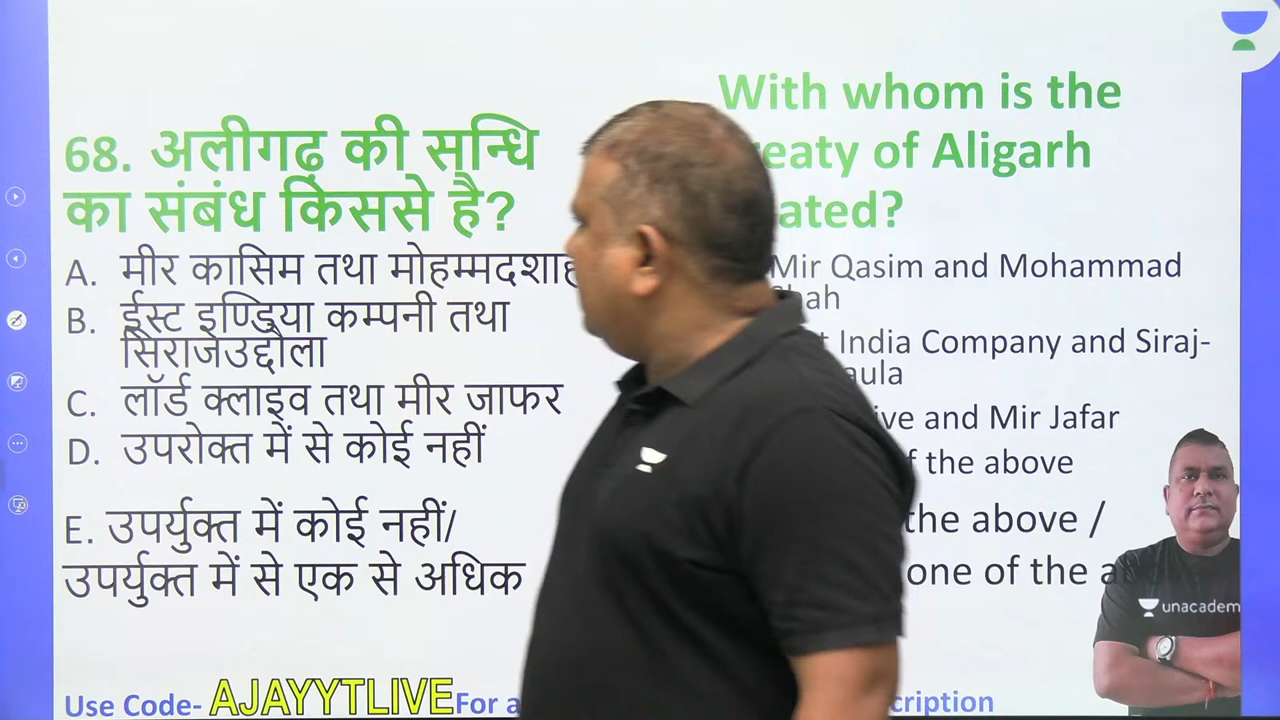 68. अलीगढ़ की सन्धि
का संबंध किससे है?
A. मीर कासिम तथा मोहम्मदशाह
B. ईस्ट इण्डिया कम्पनी तथा
सिराजउद्दौला
C. लॉर्ड क्लाइव तथा मीर जाफर
D. उपरोक्त में से कोई नहीं
E. उपर्युक्त में कोई नहीं/
उपर्युक्त में से एक से अधिक
With whom is the
of Aligarh
Mir Qasim and Mohammad
India Company and Siraj-
and Mir Jafar
the above
the above /
one of the
unacadem
Use Code- AJAYYTLIVE For